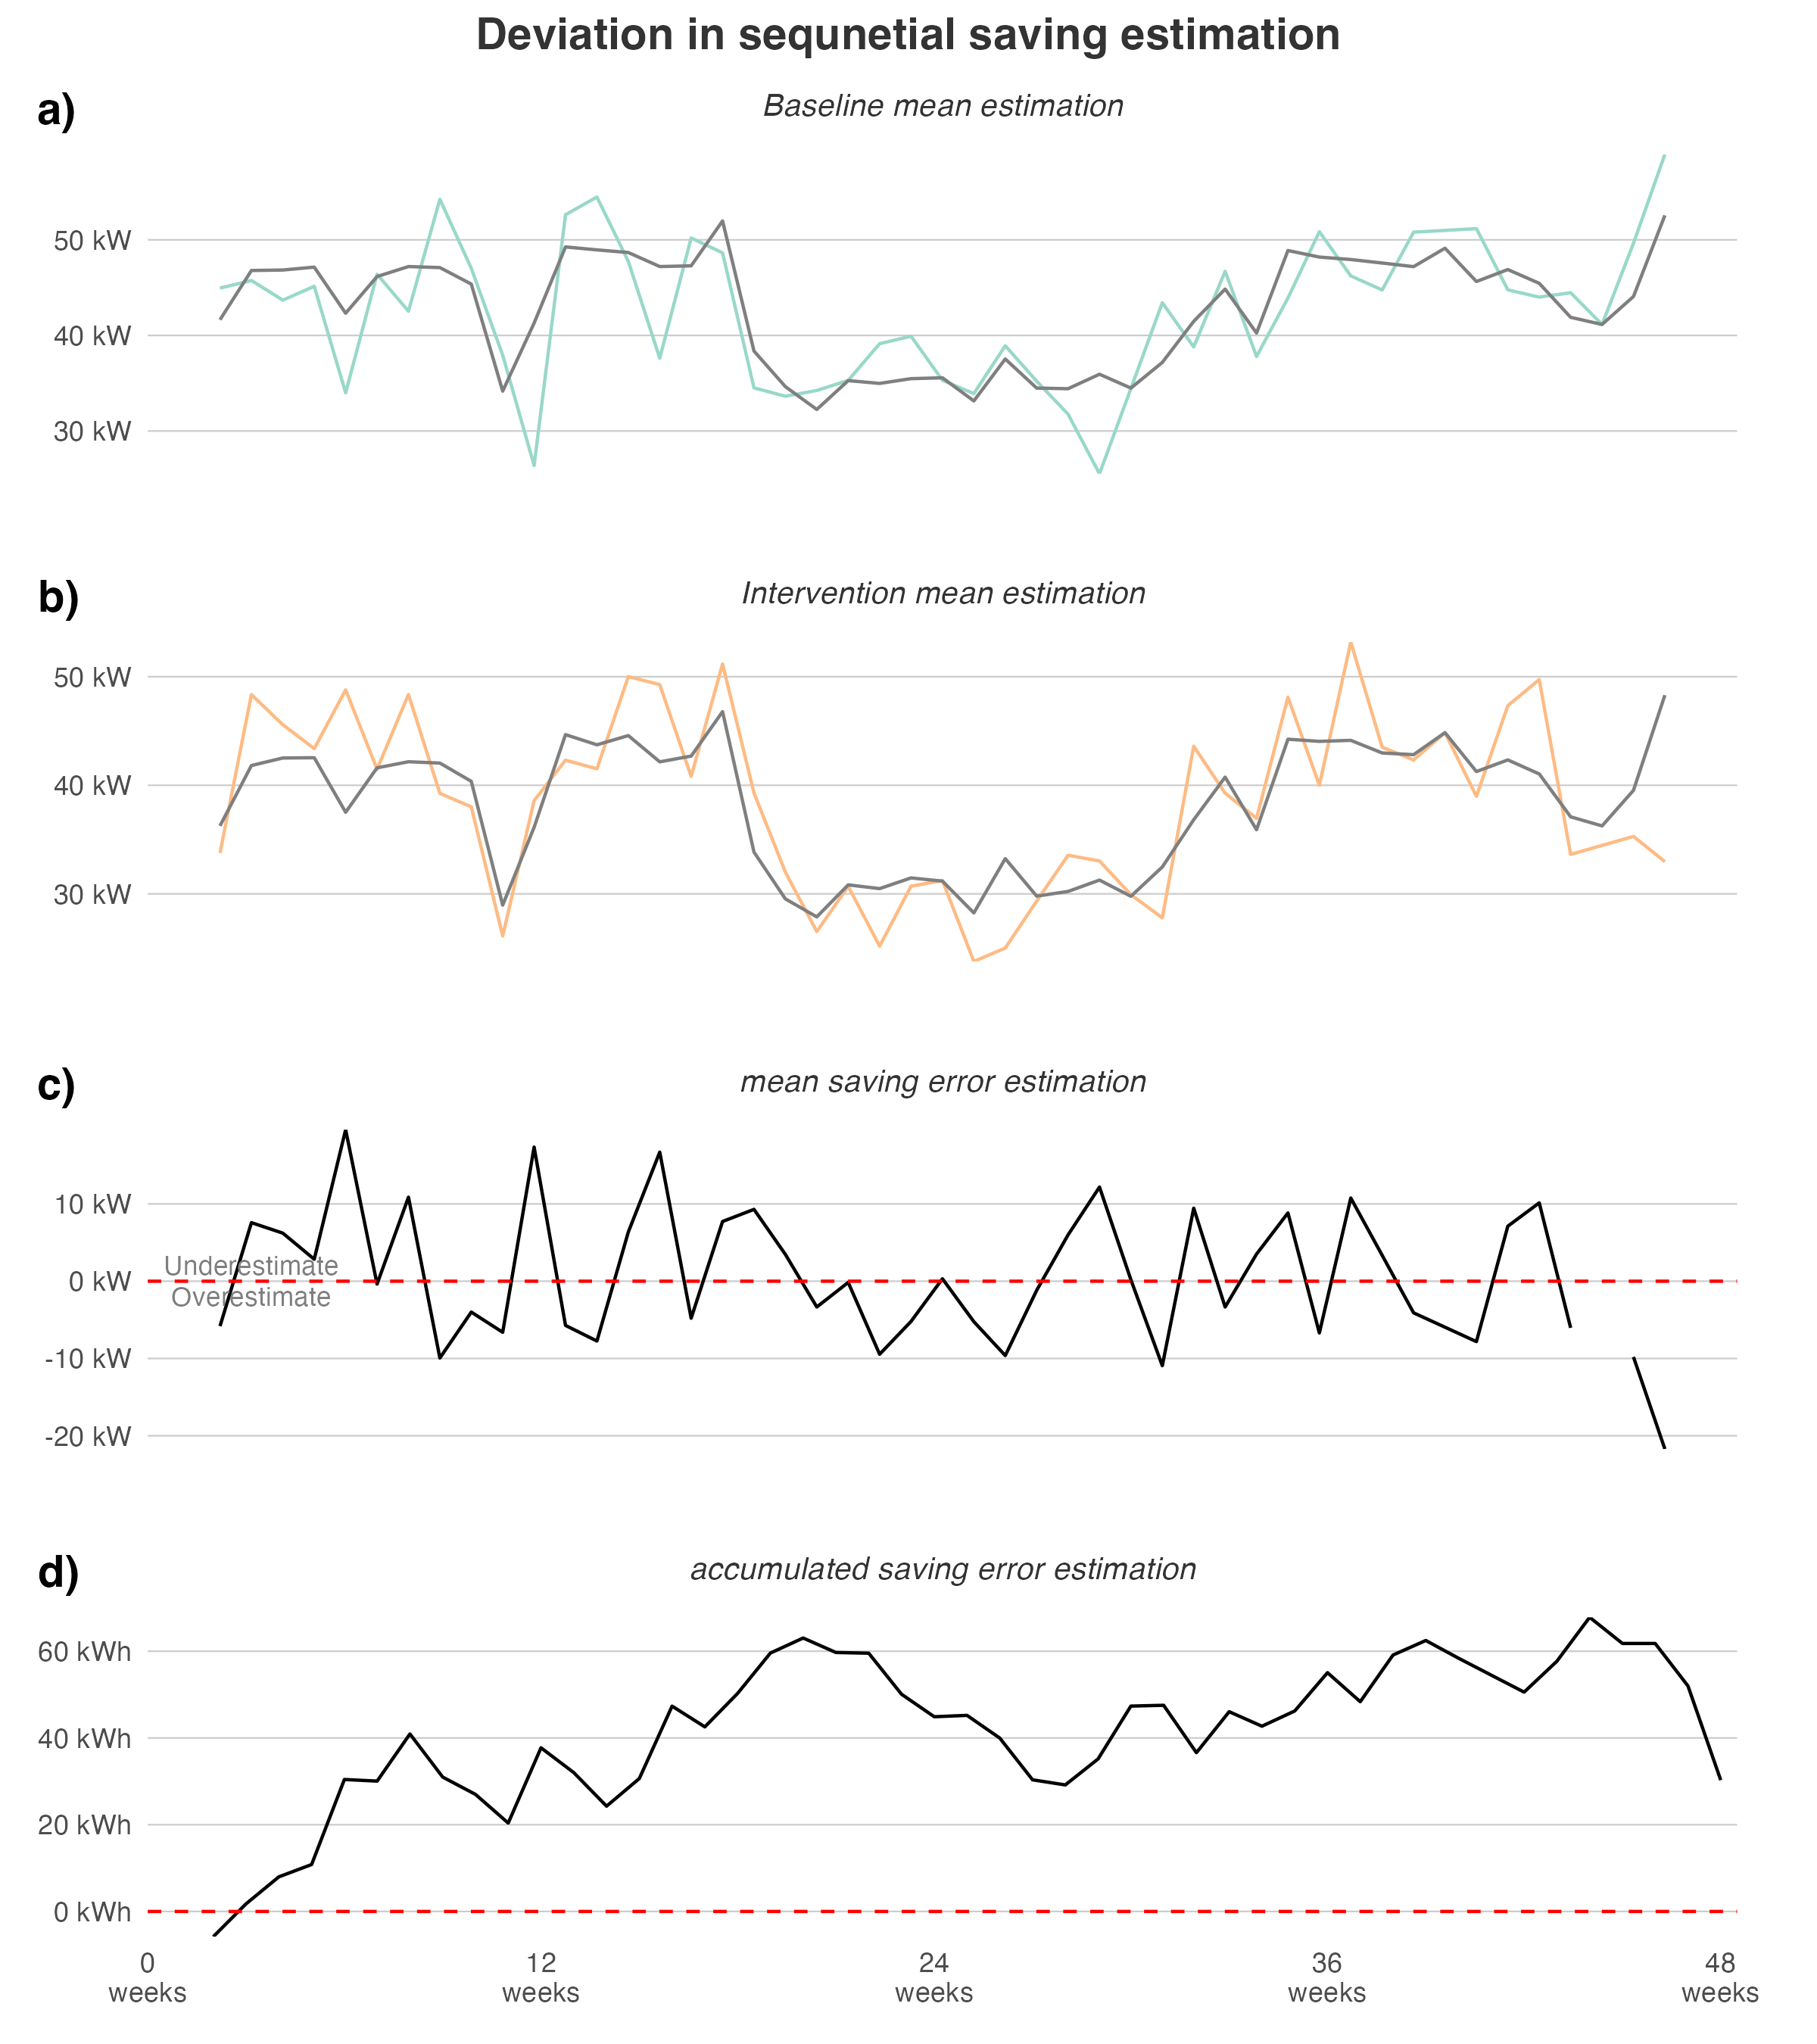 Deviation in sequnetial saving estimation
a)
Baseline mean estimation
50 kW
40 kW
30 kW
b)
Intervention mean estimation
50 kW
40 kW
30 kW
c)
mean saving error estimation
10 kW
Underestimate
0 kW
Overestimate
-10 kW
-20 kW
d)
accumulated saving error estimation
60 kWh
40 kWh
20 kWh
0 kWh
0 12 24 36 48
weeks weeks weeks weeks weeks